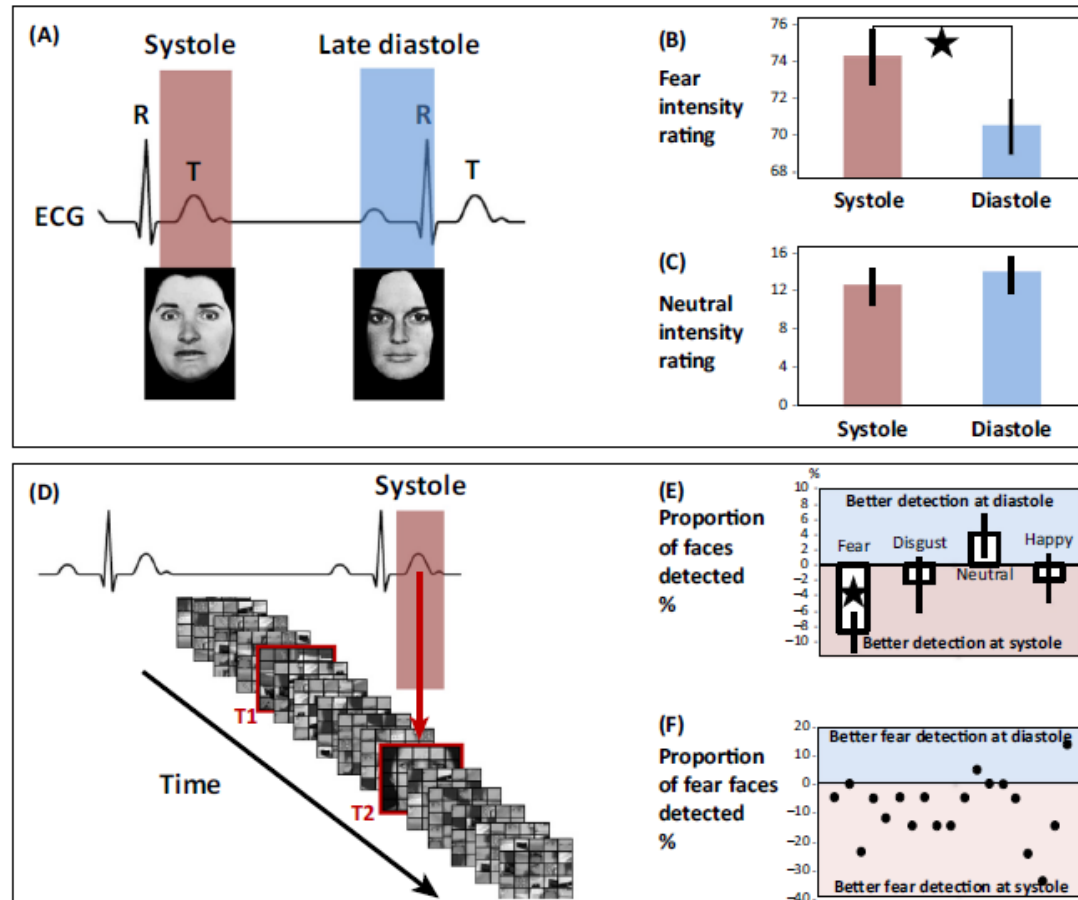 (A)
Systole
Late diastole
R
T
R
T
ECG
(B)
Fear
intensity
rating
76
74
72
70
68
Systole
Diastole
(C)
Neutral
intensity
rating
16
12
8
4
0
Systole
Diastole
(D)
Systole
T1
Time
T2
(E)
Proportion
of faces
detected
%
%
10
8
6
4
2
0
−2
−4
−6
−8
−10
Better detection at diastole
Fear
Disgust
Neutral
Happy
Better detection at systole
(F)
Proportion
of fear faces
detected
%
20
10
0
−10
−20
−30
−40
Better fear detection at diastole
Better fear detection at systole